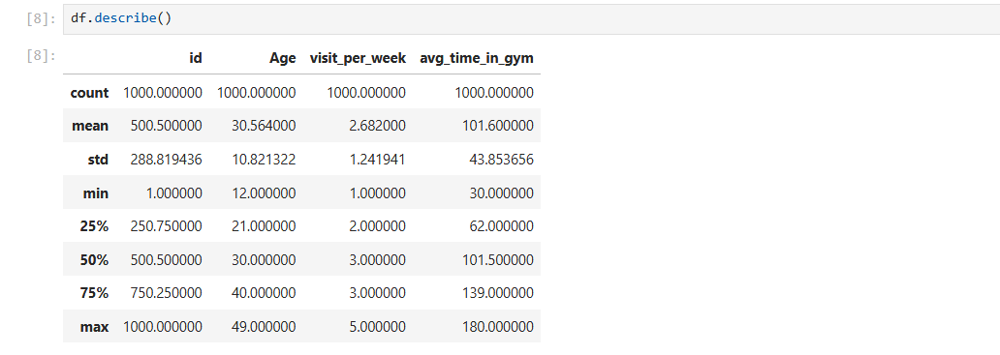 [8]: df.describe()
[8]:
id Age visit_per_week avg_time_in_gym
count 1000.000000 1000.000000 1000.000000 1000.000000
mean 500.500000 30.564000 2.682000 101.600000
std 288.819436 10.821322 1.241941 43.853656
min 1.000000 12.000000 1.000000 30.000000
25% 250.750000 21.000000 2.000000 62.000000
50% 500.500000 30.000000 3.000000 101.500000
75% 750.250000 40.000000 3.000000 139.000000
max 1000.000000 49.000000 5.000000 180.000000